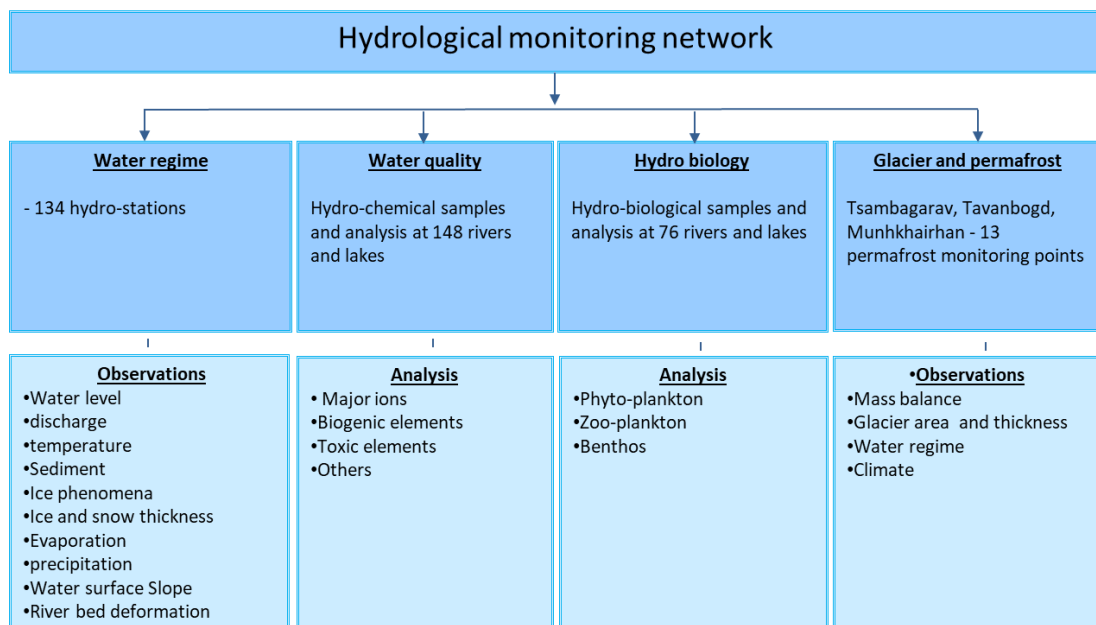 Hydrological monitoring network
Water regime
- 134 hydro-stations
Water quality
Hydro-chemical samples
and analysis at 148 rivers
and lakes
Hydro biology
Hydro-biological samples and
analysis at 76 rivers and lakes
Glacier and permafrost
Tsambagarav, Tavanbogd,
Munhkhairhan - 13
permafrost monitoring points
Observations
•Water level
•discharge
•temperature
•Sediment
•Ice phenomena
•Ice and snow thickness
•Evaporation
•precipitation
•Water surface Slope
•River bed deformation
Analysis
• Major ions
•Biogenic elements
•Toxic elements
•Others
Analysis
•Phyto-plankton
•Zoo-plankton
•Benthos
•Observations
•Mass balance
•Glacier area  and thickness
•Water regime
•Climate